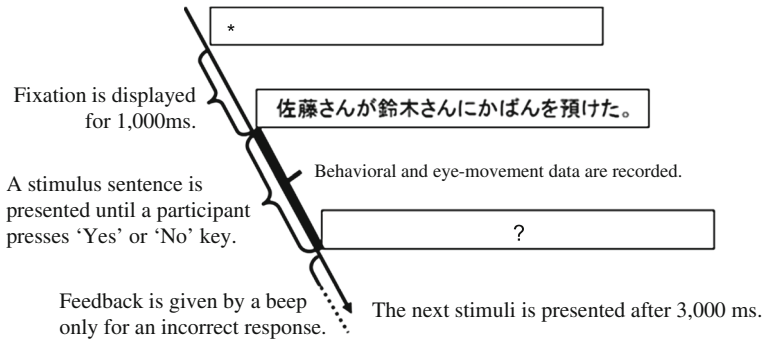 *
Fixation is displayed
for 1,000ms.
佐藤さんが鈴木さんにかばんを預けた。
Behavioral and eye-movement data are recorded.
A stimulus sentence is
presented until a participant
presses ‘Yes’ or ‘No’ key.
?
Feedback is given by a beep
only for an incorrect response.
The next stimuli is presented after 3,000 ms.